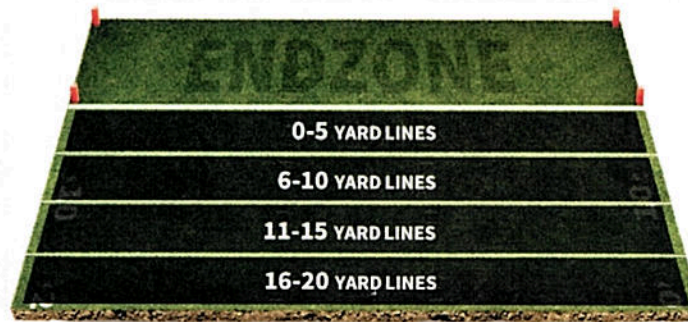 ENDZONE
0-5 YARD LINES
6-10 YARD LINES
11-15 YARD LINES
16-20 YARD LINES